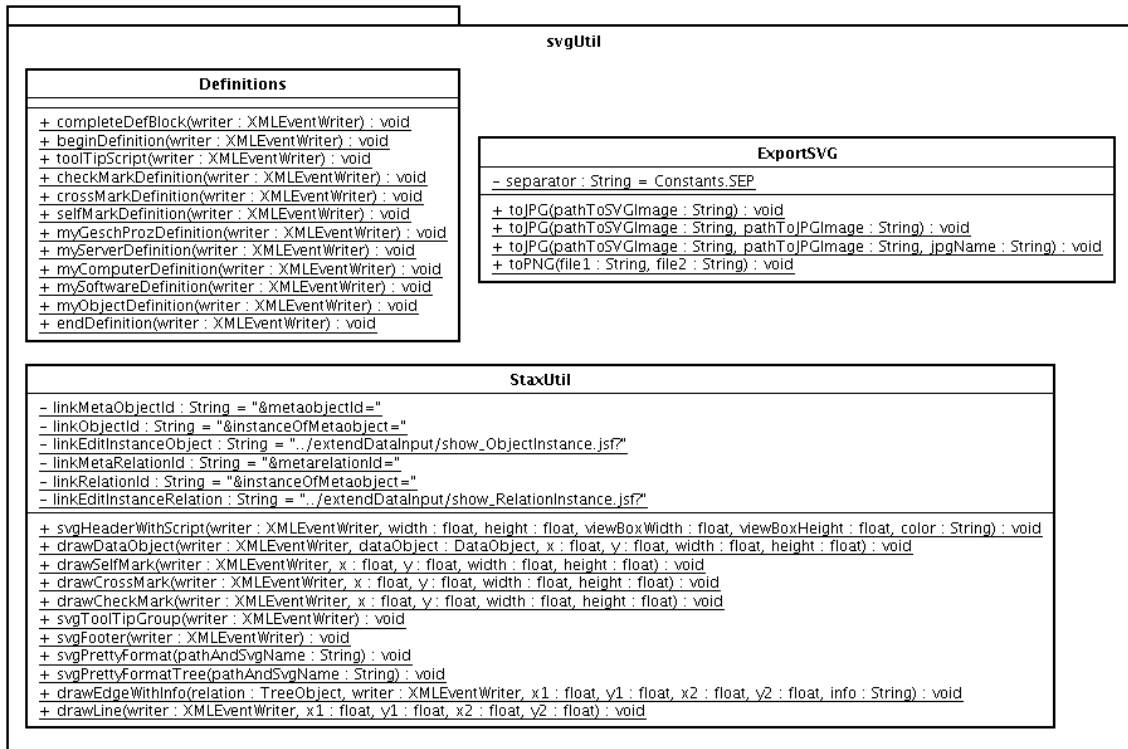 svgUtil
Definitions
+ completeDefBlock(writer : XMLEventWriter) : void
+ beginDefinition(writer : XMLEventWriter) : void
+ toolTipScript(writer : XMLEventWriter) : void
+ checkMarkDefinition(writer : XMLEventWriter) : void
+ crossMarkDefinition(writer : XMLEventWriter) : void
+ selfMarkDefinition(writer : XMLEventWriter) : void
+ myGeschProzDefinition(writer : XMLEventWriter) : void
+ myServerDefinition(writer : XMLEventWriter) : void
+ myComputerDefinition(writer : XMLEventWriter) : void
+ mySoftwareDefinition(writer : XMLEventWriter) : void
+ myObjectDefinition(writer : XMLEventWriter) : void
+ endDefinition(writer : XMLEventWriter) : void
ExportSVG
- separator : String = Constants.SEP
+ toJPG(pathToSVGImage : String) : void
+ toJPG(pathToSVGImage : String, pathToJPGImage : String) : void
+ toJPG(pathToSVGImage : String, pathToJPGImage : String, jpgName : String) : void
+ toPNG(file1 : String, file2 : String) : void
StaxUtil
- linkMetaObjectId : String = "&metaobjectId="
- linkObjectId : String = "&instanceOfMetaobject="
- linkEditInstanceObject : String = "../extendDataInput/show_ObjectInstance.jsf?"
- linkMetaRelationId : String = "&metarelationId="
- linkRelationId : String = "&instanceOfMetaobject="
- linkEditInstanceRelation : String = "../extendDataInput/show_RelationInstance.jsf?"
+ svgHeaderWithScript(writer : XMLEventWriter, width : float, height : float, viewBoxWidth : float, viewBoxHeight : float, color : String) : void
+ drawDataObject(writer : XMLEventWriter, dataObject : DataObject, x : float, y : float, width : float, height : float) : void
+ drawSelfMark(writer : XMLEventWriter, x : float, y : float, width : float, height : float) : void
+ drawCrossMark(writer : XMLEventWriter, x : float, y : float, width : float, height : float) : void
+ drawCheckMark(writer : XMLEventWriter, x : float, y : float, width : float, height : float) : void
+ svgToolTipGroup(writer : XMLEventWriter) : void
+ svgFooter(writer : XMLEventWriter) : void
+ svgPrettyFormat(pathAndSvgName : String) : void
+ svgPrettyFormatTree(pathAndSvgName : String) : void
+ drawEdgeWithInfo(relation : TreeObject, writer : XMLEventWriter, x1 : float, y1 : float, x2 : float, y2 : float, info : String) : void
+ drawLine(writer : XMLEventWriter, x1 : float, y1 : float, x2 : float, y2 : float) : void